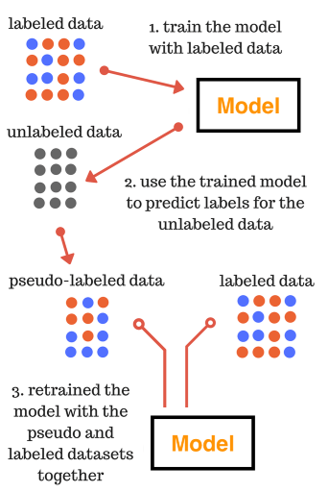 labeled data
1. train the model
with labeled data
Model
unlabeled data
2. use the trained model
to predict labels for the
unlabeled data
pseudo-labeled data
labeled data
3. retrained the
model with the
pseudo and
labeled datasets
together
Model